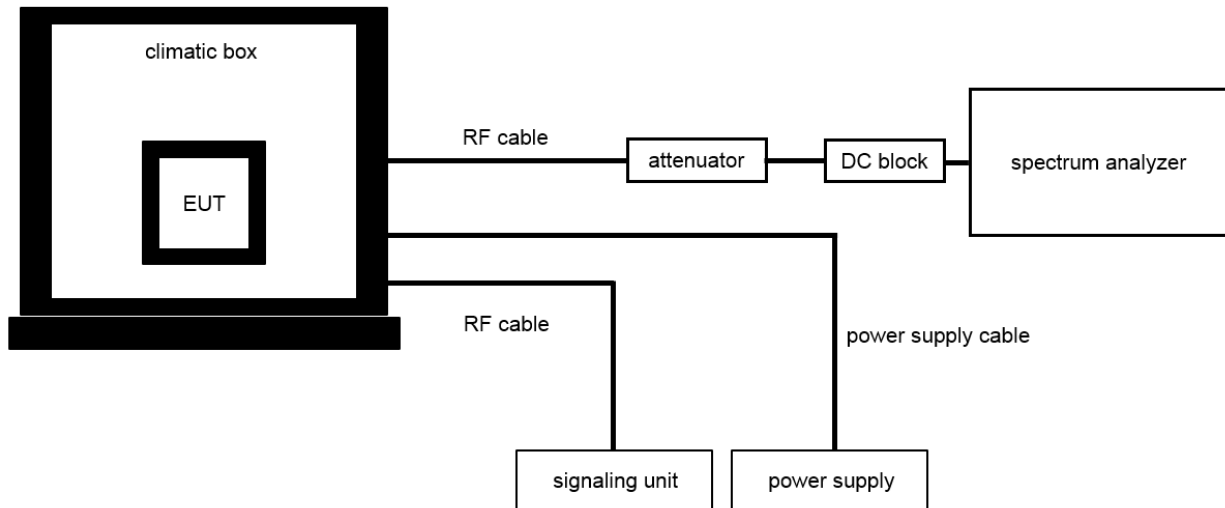 climatic box
RF cable
attenuator
DC block
spectrum analyzer
EUT
RF cable
power supply cable
signaling unit
power supply